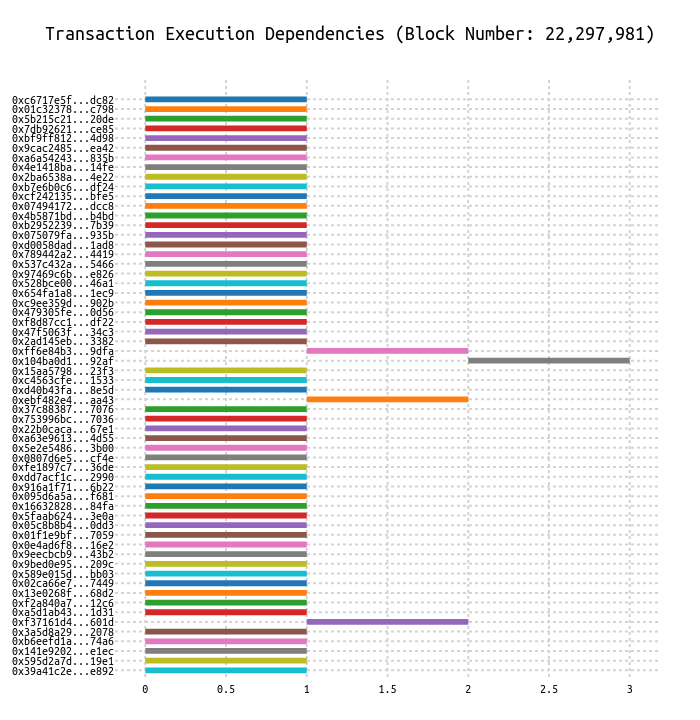 Transaction Execution Dependencies (Block Number: 22,297,981)
0xc6717e5f...dc82
0x01c32378...c798
0x5b215c21...20de
0x7db92621...ce85
0xbf9ff812...4d98
0x9cac2485...ea42
0xa6a54243...835b
0x4e1418ba...14fe
0x2ba6538a...4e22
0xb7e6b0c6...df24
0xcf242135...bfe5
0x07494172...dcc8
0x4b5871bd...b4bd
0xb2952239...7b39
0x075079fa...935b
0xd0058dad...1ad8
0x789442a2...4419
0x537c432a...5466
0x97469c6b...e826
0x528bce00...46a1
0x654fa1a8...1ec9
0xc9ee359d...902b
0x479305fe...0d56
0xf8d87cc1...df22
0x47f5063f...34c3
0x2ad145eb...3382
0xff6e84b3...9dfa
0x104ba0d1...92af
0x15aa5798...23f3
0xc4563cfe...1533
0xd40b43fa...8e5d
0xebf482e4...aa43
0x37c88387...7076
0x753996bc...7036
0x22b0caca...67e1
0xa63e9613...4d55
0x5e2e5486...3b00
0x0807d6e5...cf4e
0xfe1897c7...36de
0xdd7acf1c...2990
0x916a1f71...6b22
0x095d6a5a...f681
0x16632828...84fa
0x5faab624...3e0a
0x05c8b8b4...0dd3
0x01f1e9bf...7059
0x0e4ad6f8...16e2
0x9eecbcb9...43b2
0x9bed0e95...209c
0x589e015d...bb03
0x02ca66e7...7449
0x13e0268f...68d2
0xf2a840a7...12c6
0xa5d1ab43...1d31
0xf37161d4...601d
0x3a5d8a29...2078
0xb6eefd1a...74a6
0x141e9202...e1ec
0x595d2a7d...19e1
0x39a41c2e...e892
0 0.5 1 1.5 2 2.5 3